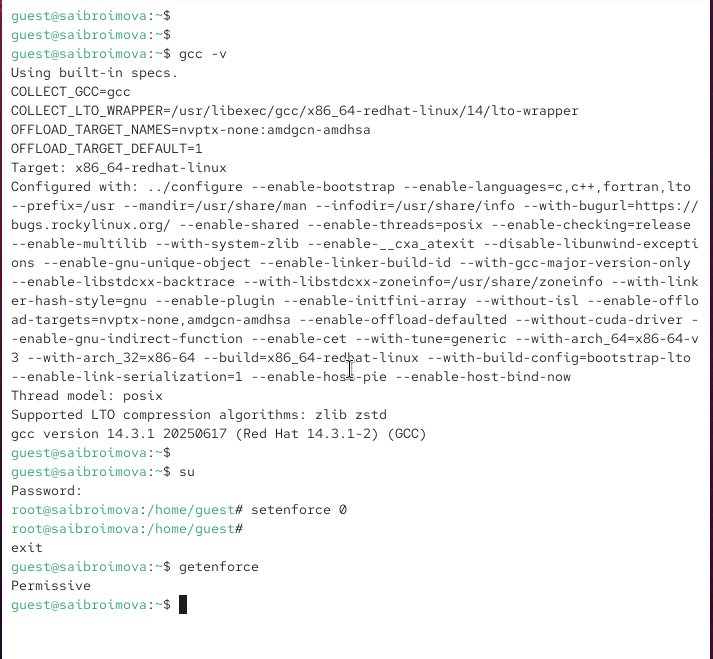 guest@saibroimova:~$
guest@saibroimova:~$
guest@saibroimova:~$ gcc -v
Using built-in specs.
COLLECT_GCC=gcc
COLLECT_LTO_WRAPPER=/usr/libexec/gcc/x86_64-redhat-linux/14/lto-wrapper
OFFLOAD_TARGET_NAMES=nvptx-none:amdgcn-amdhsa
OFFLOAD_TARGET_DEFAULT=1
Target: x86_64-redhat-linux
Configured with: ../configure --enable-bootstrap --enable-languages=c,c++,fortran,lto
--prefix=/usr --mandir=/usr/share/man --infodir=/usr/share/info --with-bugurl=https://
bugs.rockylinux.org/ --enable-shared --enable-threads=posix --enable-checking=release
--enable-multilib --with-system-zlib --enable-__cxa_atexit --disable-libunwind-excepti
ons --enable-gnu-unique-object --enable-linker-build-id --with-gcc-major-version-only
--enable-libstdcxx-backtrace --with-libstdcxx-zoneinfo=/usr/share/zoneinfo --with-link
er-hash-style=gnu --enable-plugin --enable-initfini-array --without-isl --enable-offlo
ad-targets=nvptx-none,amdgcn-amdhsa --enable-offload-defaulted --without-cuda-driver -
-enable-gnu-indirect-function --enable-cet --with-tune=generic --with-arch_64=x86-64-v
3 --with-arch_32=x86-64 --build=x86_64-redhat-linux --with-build-config=bootstrap-lto
--enable-link-serialization=1 --enable-host-pie --enable-host-bind-now
Thread model: posix
Supported LTO compression algorithms: zlib zstd
gcc version 14.3.1 20250617 (Red Hat 14.3.1-2) (GCC)
guest@saibroimova:~$
guest@saibroimova:~$ su
Password:
root@saibroimova:/home/guest# setenforce 0
root@saibroimova:/home/guest#
exit
guest@saibroimova:~$ getenforce
Permissive
guest@saibroimova:~$